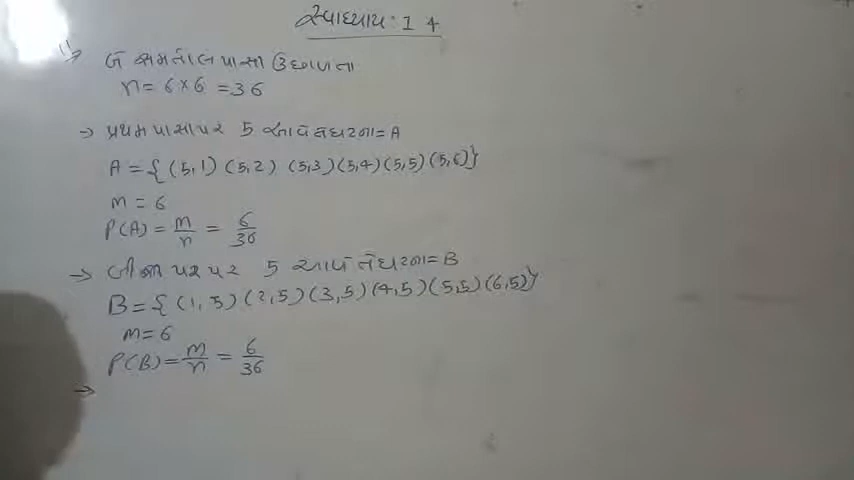 સ્વાધ્યાય: 1 4
1) બે સમતોલ પાસા ઉછાળતા
n = 6 × 6 = 36
→ પ્રથમ પાસા પર 5 આવે તે ઘટના = A
A = { (5,1) (5,2) (5,3) (5,4) (5,5) (5,6) }
m = 6
P(A) = m/n = 6/36
→ બીજા પર 5 આવે તે ઘટના = B
B = { (1,5) (2,5) (3,5) (4,5) (5,5) (6,5) }
m = 6
P(B) = m/n = 6/36
→